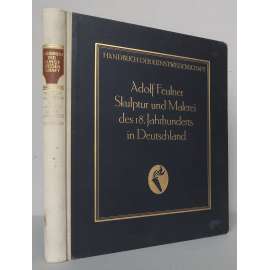 HANDBUCH DER KUNSTWISSENSCHAFT
Adolf Feulner
Skulptur und Malerei
des 18. Jahrhunderts
in Deutschland